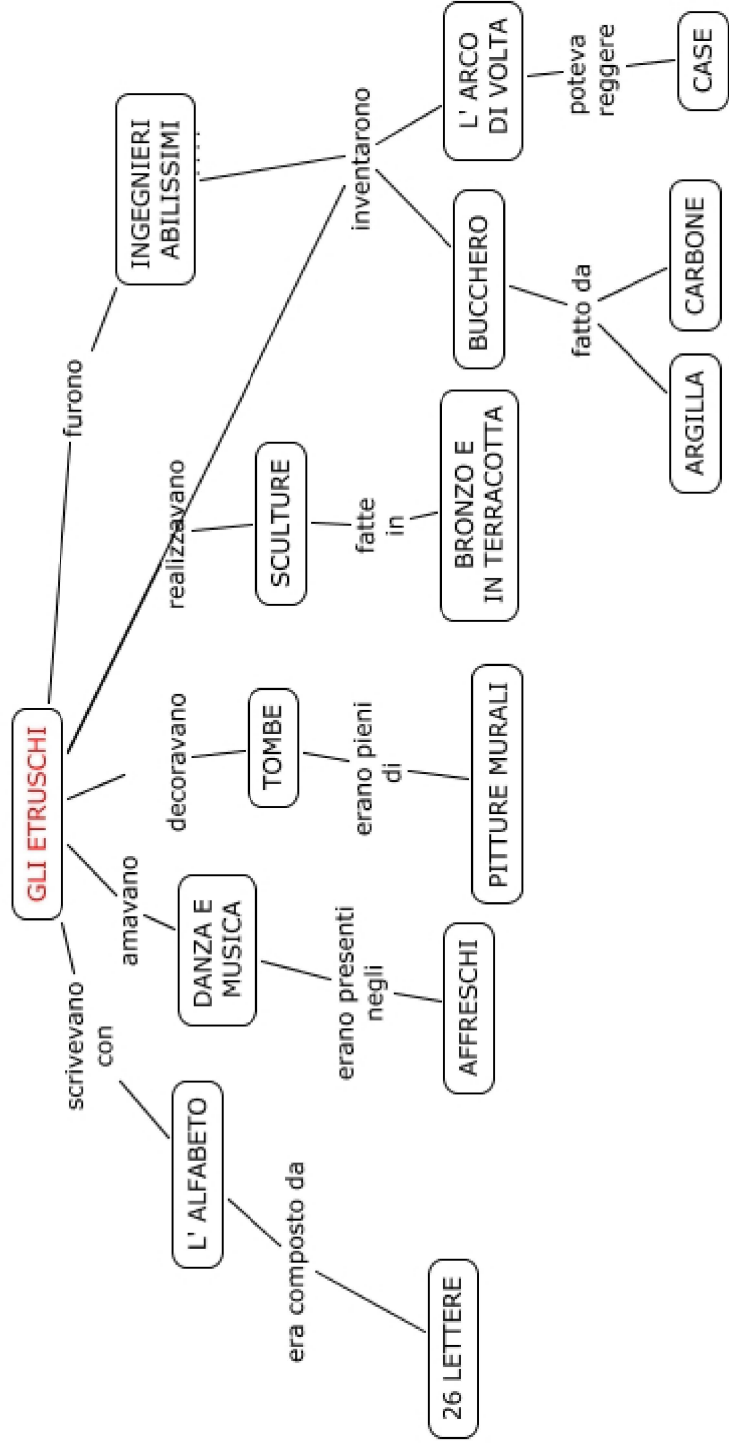 GLI ETRUSCHI
scrivevano
con
L' ALFABETO
era composto da
26 LETTERE
amavano
DANZA E
MUSICA
erano presenti
negli
AFFRESCHI
decoravano
TOMBE
erano pieni
di
PITTURE MURALI
realizzavano
SCULTURE
fatte
in
BRONZO E
IN TERRACOTTA
furono
INGEGNIERI
ABILISSIMI
inventarono
BUCCHERO
fatto da
ARGILLA
CARBONE
L' ARCO
DI VOLTA
poteva
reggere
CASE